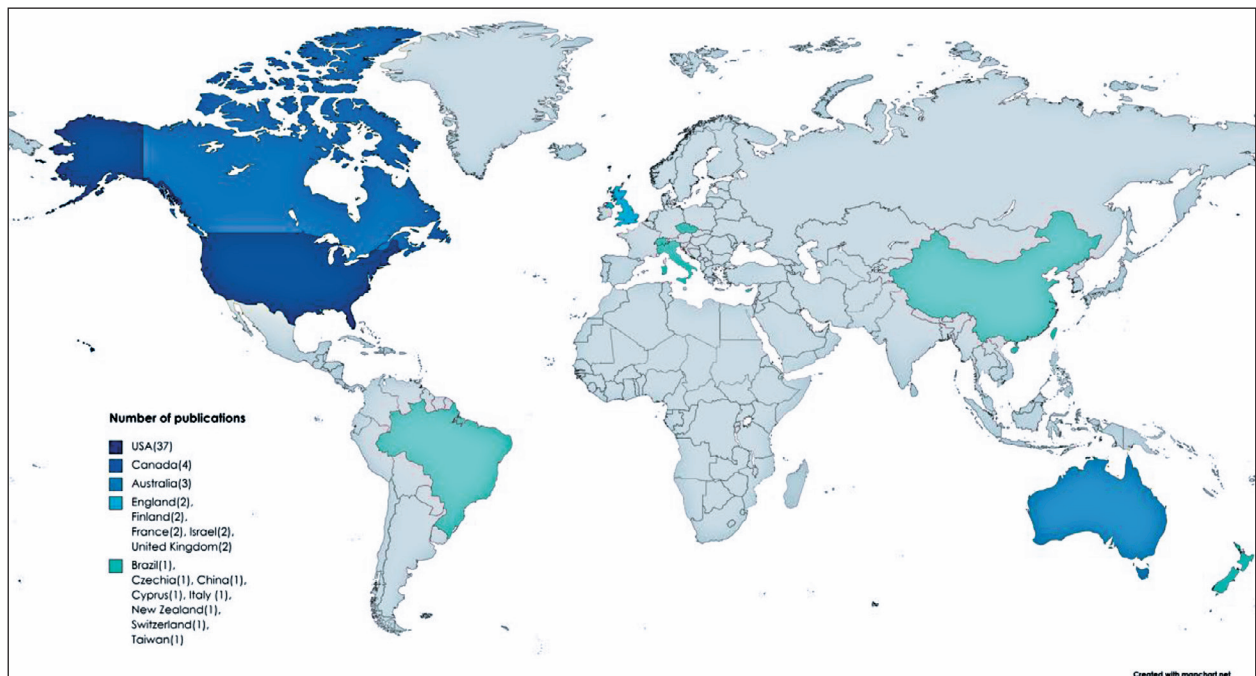 Number of publications
USA(37)
Canada(4)
Australia(3)
England(2),
Finland(2),
France(2), Israel(2),
United Kingdom(2)
Brazil(1),
Czechia(1), China(1),
Cyprus(1), Italy (1),
New Zealand(1),
Switzerland(1),
Taiwan(1)
Created with mapchart.net